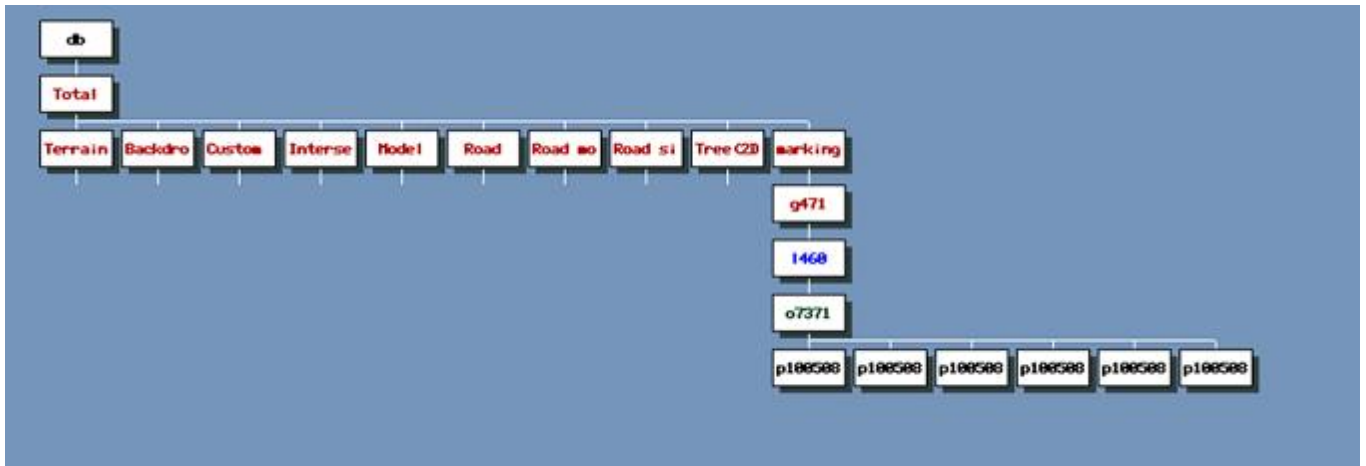 db
Total
Terrain Backdro Custom Interse Model Road Road mo Road si Tree(2D marking
g471
l460
o7371
p100508 p100508 p100508 p100508 p100508 p100508